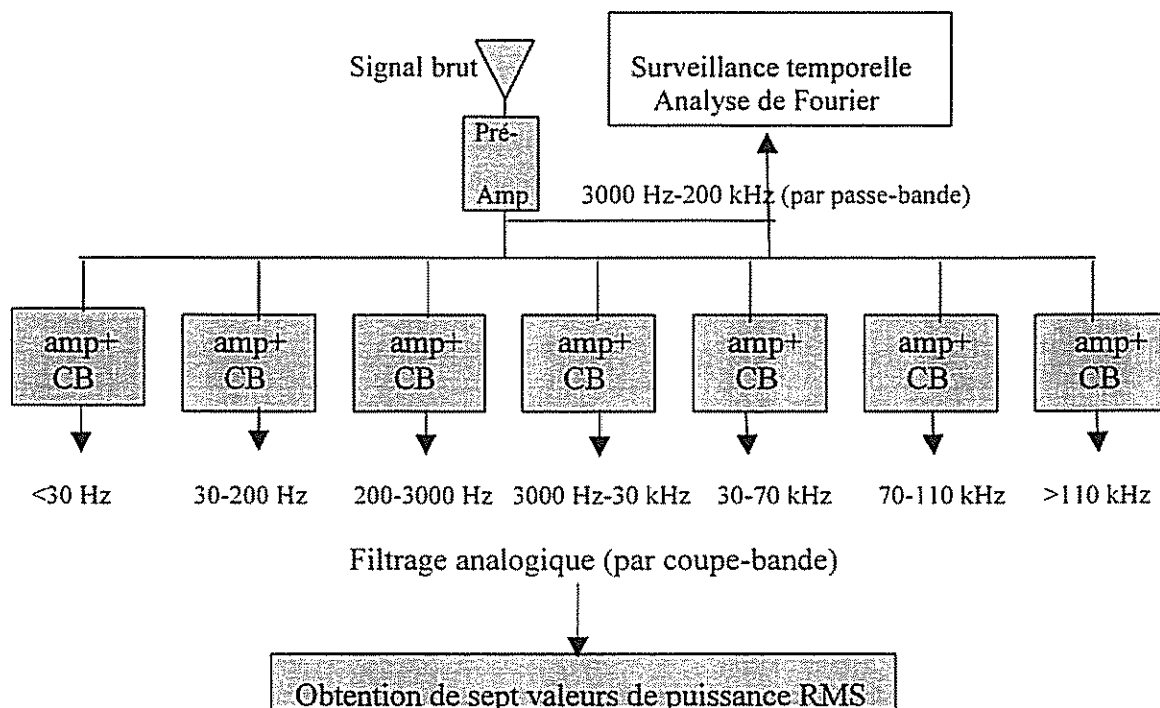 Signal brut
Surveillance temporelle
Analyse de Fourier
Pré-
Amp
3000 Hz-200 kHz (par passe-bande)
amp+
CB
amp+
CB
amp+
CB
amp+
CB
amp+
CB
amp+
CB
amp+
CB
<30 Hz
30-200 Hz
200-3000 Hz
3000 Hz-30 kHz
30-70 kHz
70-110 kHz
>110 kHz
Filtrage analogique (par coupe-bande)
Obtention de sept valeurs de puissance RMS